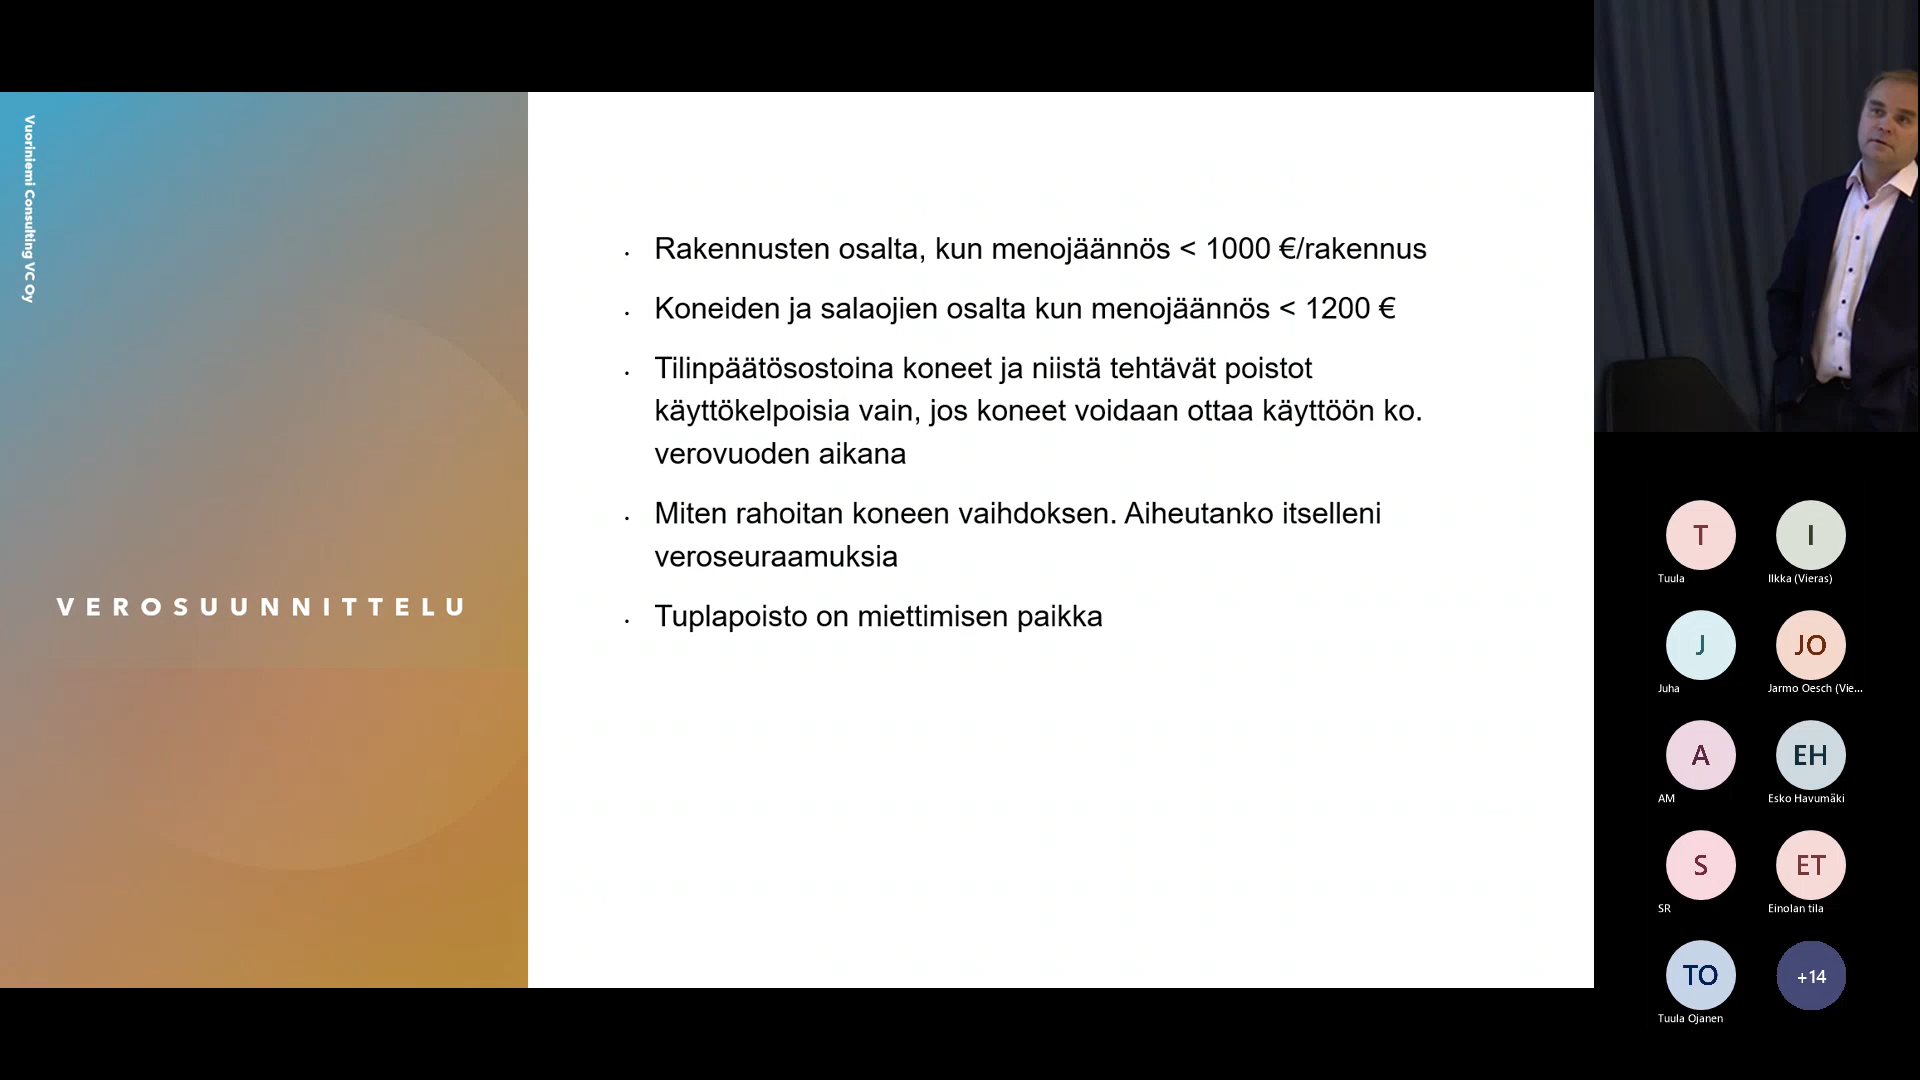 Vuoriniemi Consulting VC Oy
VEROSUUNNITTELU
Rakennusten osalta, kun menojäännös < 1000 €/rakennus
Koneiden ja salaojien osalta kun menojäännös < 1200 €
Tilinpäätösostoina koneet ja niistä tehtävät poistot
käyttökelpoisia vain, jos koneet voidaan ottaa käyttöön ko.
verovuoden aikana
Miten rahoitan koneen vaihdoksen. Aiheutanko itselleni
veroseuraamuksia
Tuplapoisto on miettimisen paikka
T
Tuula
I
Ilkka (Vieras)
J
Juha
JO
Jarmo Oesch (Vie...
A
AM
EH
Esko Havumäki
S
SR
ET
Einolan tila
TO
Tuula Ojanen
+14